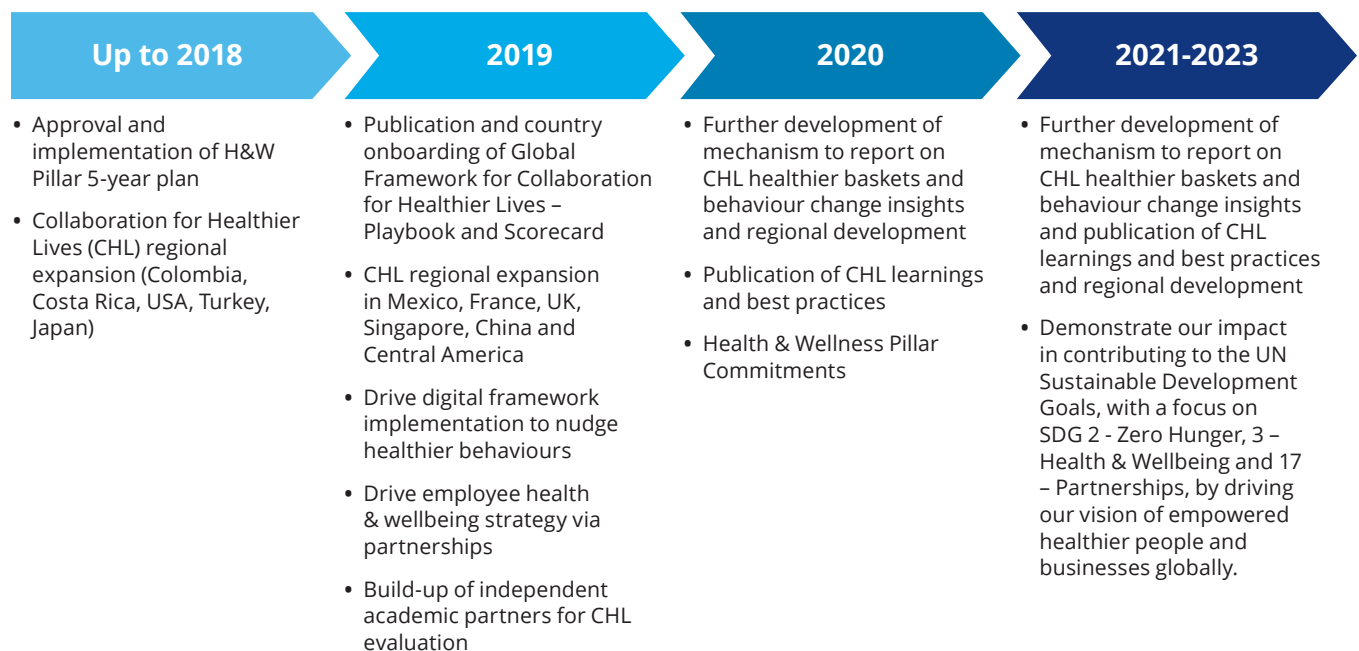 Up to 2018
• Approval and
implementation of H&W
Pillar 5-year plan
• Collaboration for Healthier
Lives (CHL) regional
expansion (Colombia,
Costa Rica, USA, Turkey,
Japan)
2019
• Publication and country
onboarding of Global
Framework for Collaboration
for Healthier Lives –
Playbook and Scorecard
• CHL regional expansion
in Mexico, France, UK,
Singapore, China and
Central America
• Drive digital framework
implementation to nudge
healthier behaviours
• Drive employee health
& wellbeing strategy via
partnerships
• Build-up of independent
academic partners for CHL
evaluation
2020
• Further development of
mechanism to report on
CHL healthier baskets and
behaviour change insights
and regional development
• Publication of CHL learnings
and best practices
• Health & Wellness Pillar
Commitments
2021-2023
• Further development of
mechanism to report on
CHL healthier baskets and
behaviour change insights
and publication of CHL
learnings and best practices
and regional development
• Demonstrate our impact
in contributing to the UN
Sustainable Development
Goals, with a focus on
SDG 2 - Zero Hunger, 3 –
Health & Wellbeing and 17
– Partnerships, by driving
our vision of empowered
healthier people and
businesses globally.